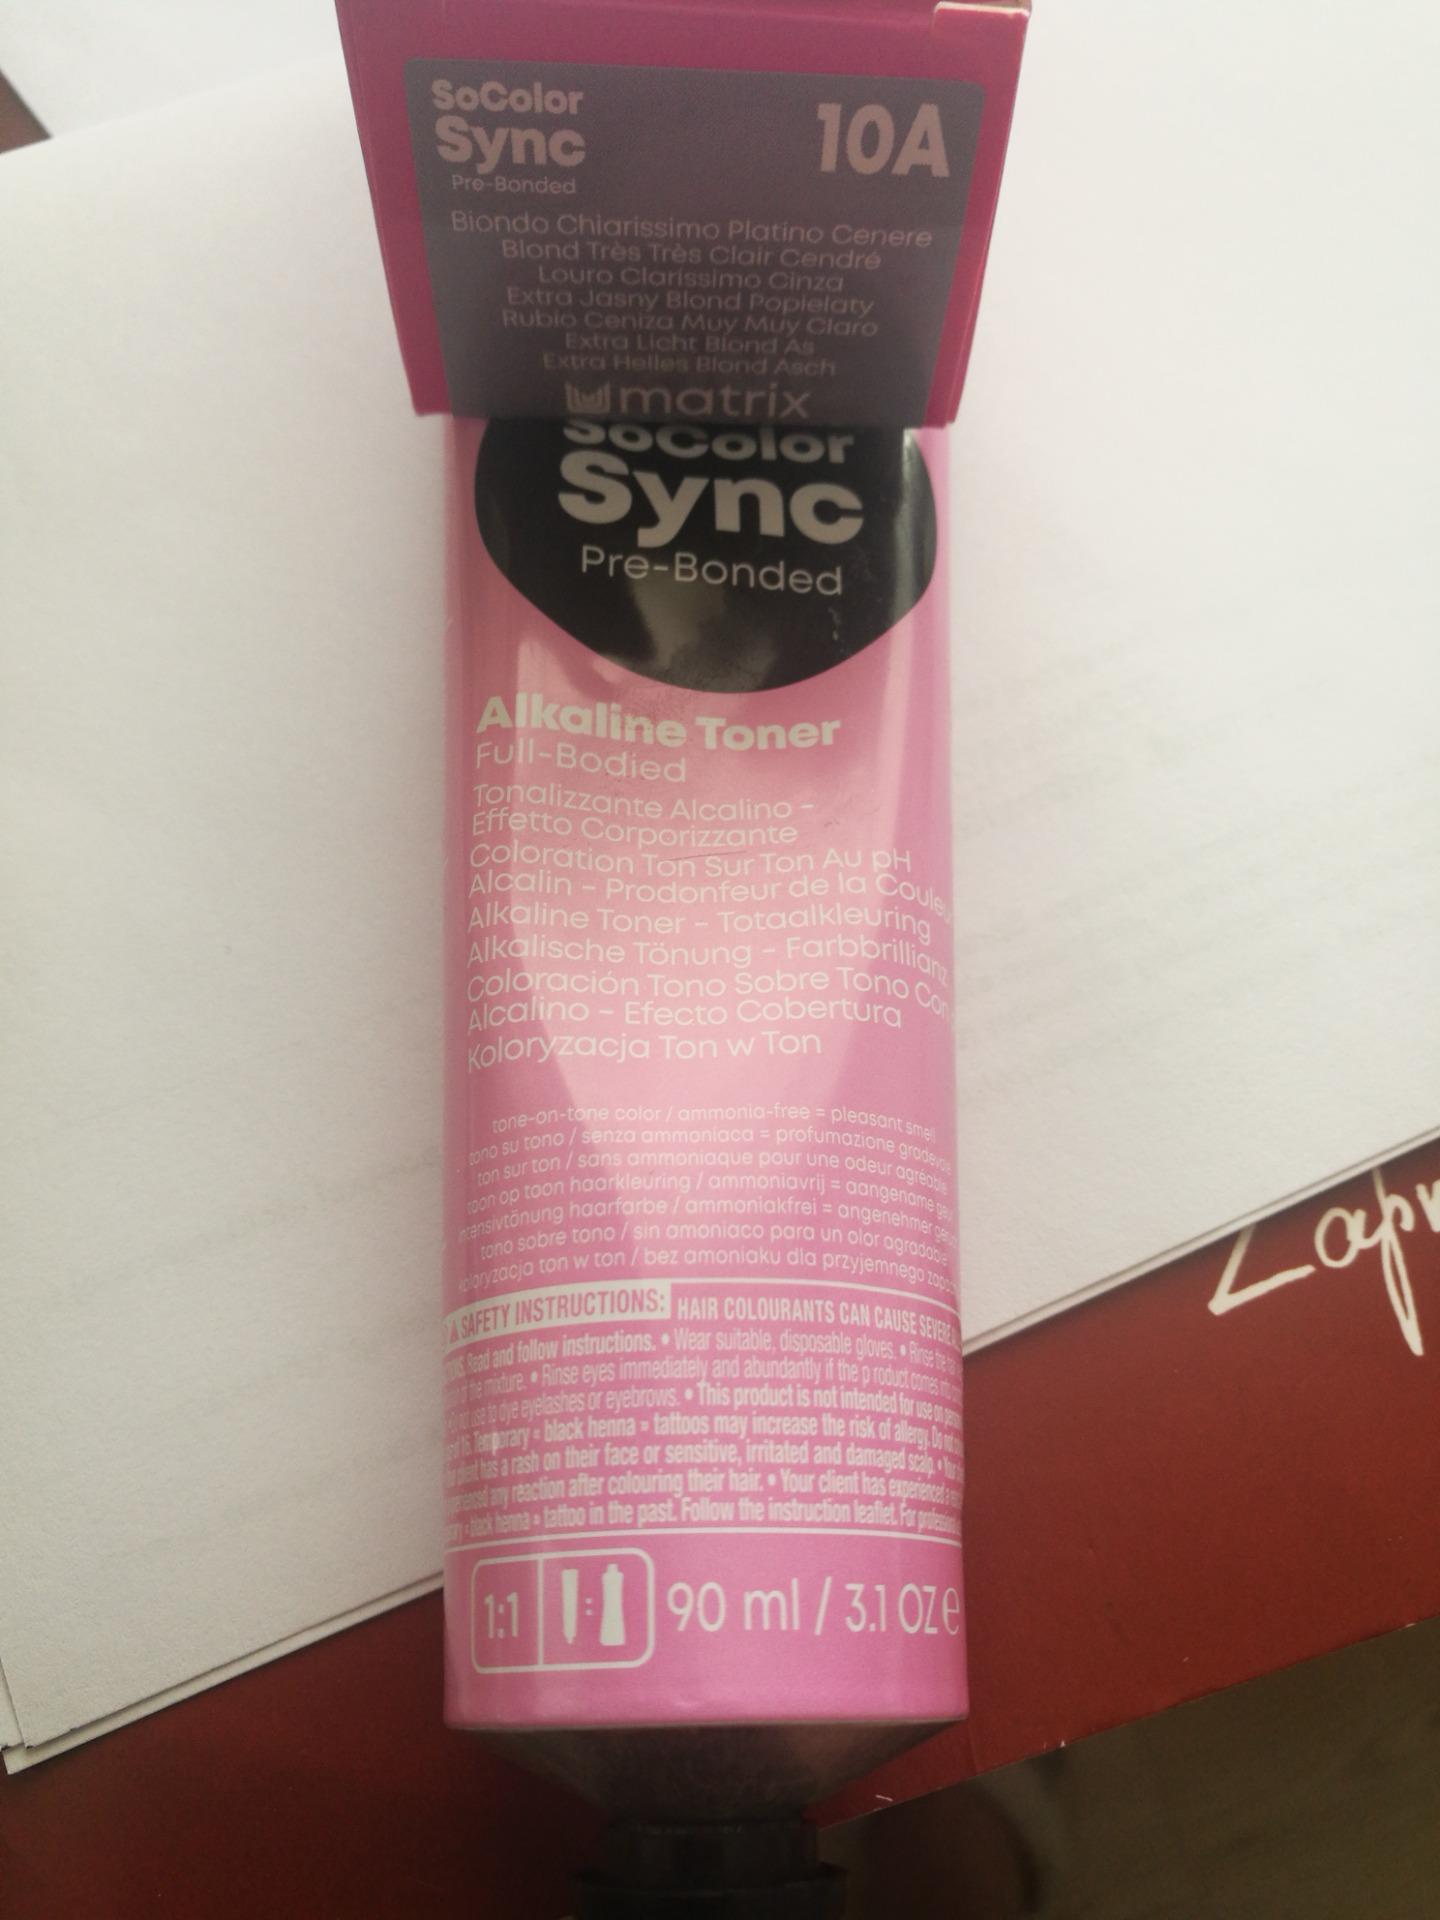 SoColor
Sync
Pre-Bonded
10A
Biondo Chiarissimo Platino Cenere
Blond Très Très Clair Cendré
Louro Claríssimo Cinza
Extra Jasny Blond Popielaty
Rubio Ceniza Muy Muy Claro
Extra Licht Blond As
Extra Helles Blond Asch
matrix
SoColor
Sync
Pre-Bonded
Alkaline Toner
Full-Bodied
Tonalizzante Alcalino -
Effetto Corporizzante
Coloration Ton Sur Ton Au pH
Alcalin - Prodonfeur de la Couleu
Alkaline Toner - Totaalkleuring
Alkalische Tönung - Farbbrillianz
Coloración Tono Sobre Tono Con
Alcalino - Efecto Cobertura
Koloryzacja Ton w Ton
tone-on-tone color / ammonia-free = pleasant smell
tono su tono / senza ammoniaca = profumazione gradevole
ton sur ton / sans ammoniaque pour une odeur agréable
toon op toon haarkleuring / ammoniavrij = aangename
intensivtönung haarfarbe / ammoniakfrei = angenehmer
tono sobre tono / sin amoniaco para un olor agradable
koloryzacja ton w ton / bez amoniaku dla przyjemnego
SAFETY INSTRUCTIONS: HAIR COLOURANTS CAN CAUSE SEVERE
Read and follow instructions. • Wear suitable, disposable gloves. • Rinse the
of the mixture. • Rinse eyes immediately and abundantly if the p roduct comes
not use to dye eyelashes or eyebrows. • This product is not intended for use on
Temporary « black henna » tattoos may increase the risk of allergy. Do not
client has a rash on their face or sensitive, irritated and damaged scalp. •
any reaction after colouring their hair. • Your client has experienced a
« black henna » tattoo in the past. Follow the instruction leaflet. For
1:1
90 ml / 3.1 OZ e
Zapr